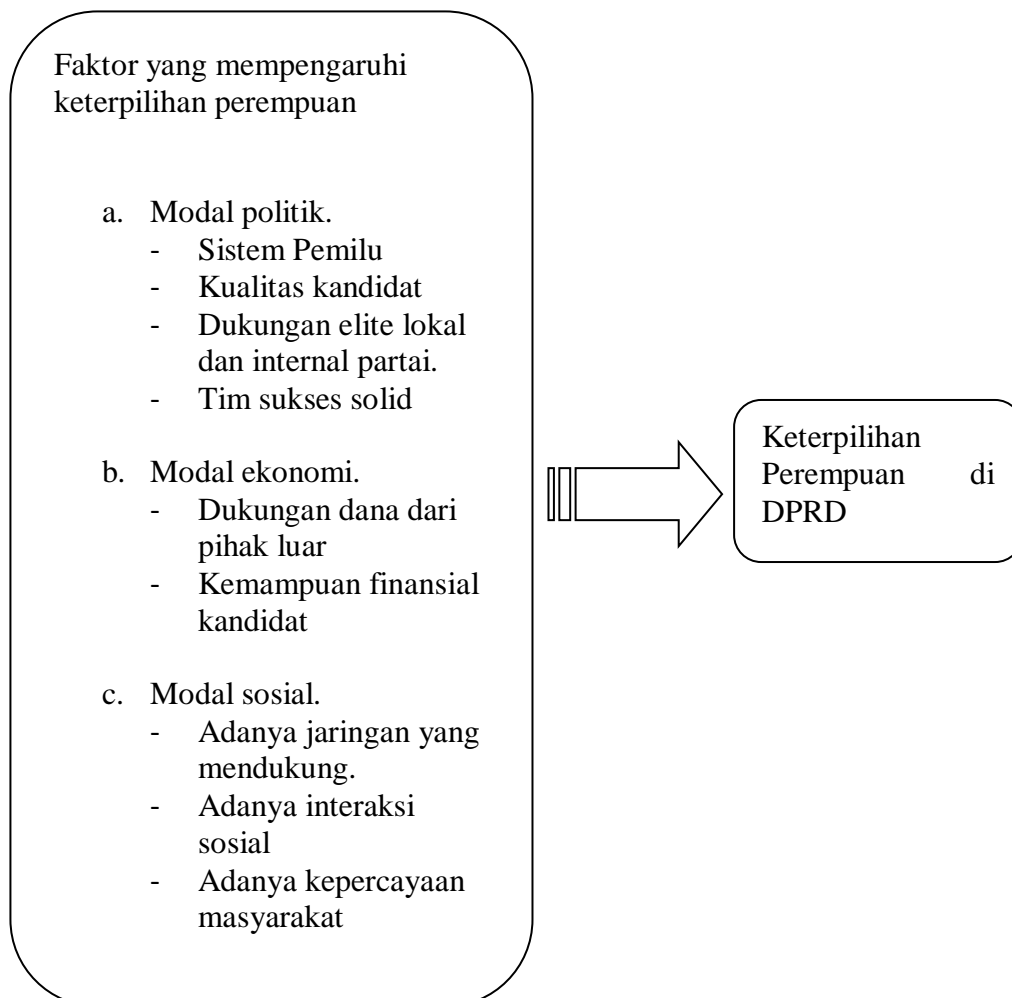 Faktor yang mempengaruhi
keterpilihan perempuan
a. Modal politik.
- Sistem Pemilu
- Kualitas kandidat
- Dukungan elite lokal
dan internal partai.
- Tim sukses solid
b. Modal ekonomi.
- Dukungan dana dari
pihak luar
- Kemampuan finansial
kandidat
c. Modal sosial.
- Adanya jaringan yang
mendukung.
- Adanya interaksi
sosial
- Adanya kepercayaan
masyarakat
Keterpilihan
Perempuan di
DPRD